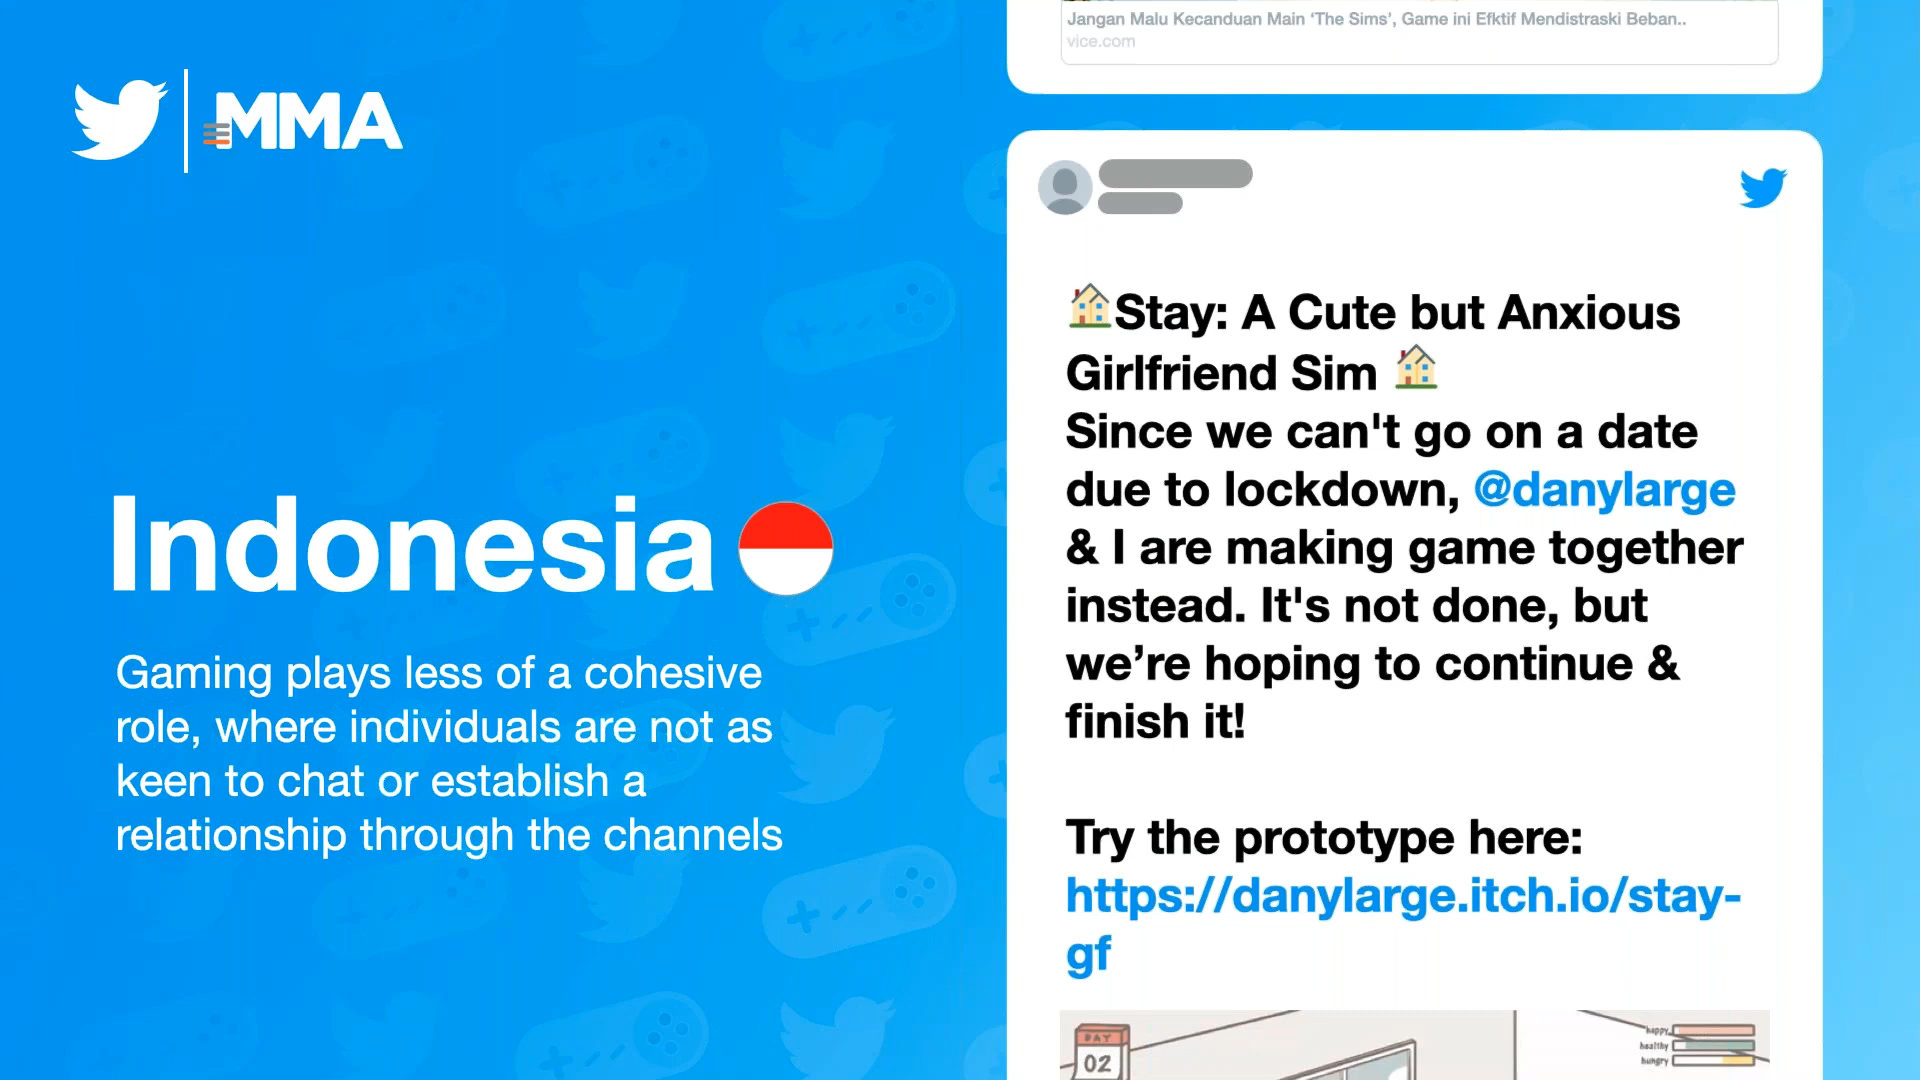 MMA
Indonesia
Gaming plays less of a cohesive
role, where individuals are not as
keen to chat or establish a
relationship through the channels
Jangan Malu Kecanduan Main ‘The Sims’, Game ini Efktif Mendistraski Beban..
vice.com
Stay: A Cute but Anxious
Girlfriend Sim
Since we can't go on a date
due to lockdown, @danylarge
& I are making game together
instead. It's not done, but
we’re hoping to continue &
finish it!
Try the prototype here:
https://danylarge.itch.io/stay-
gf
DAY
02
happy
healthy
hungry